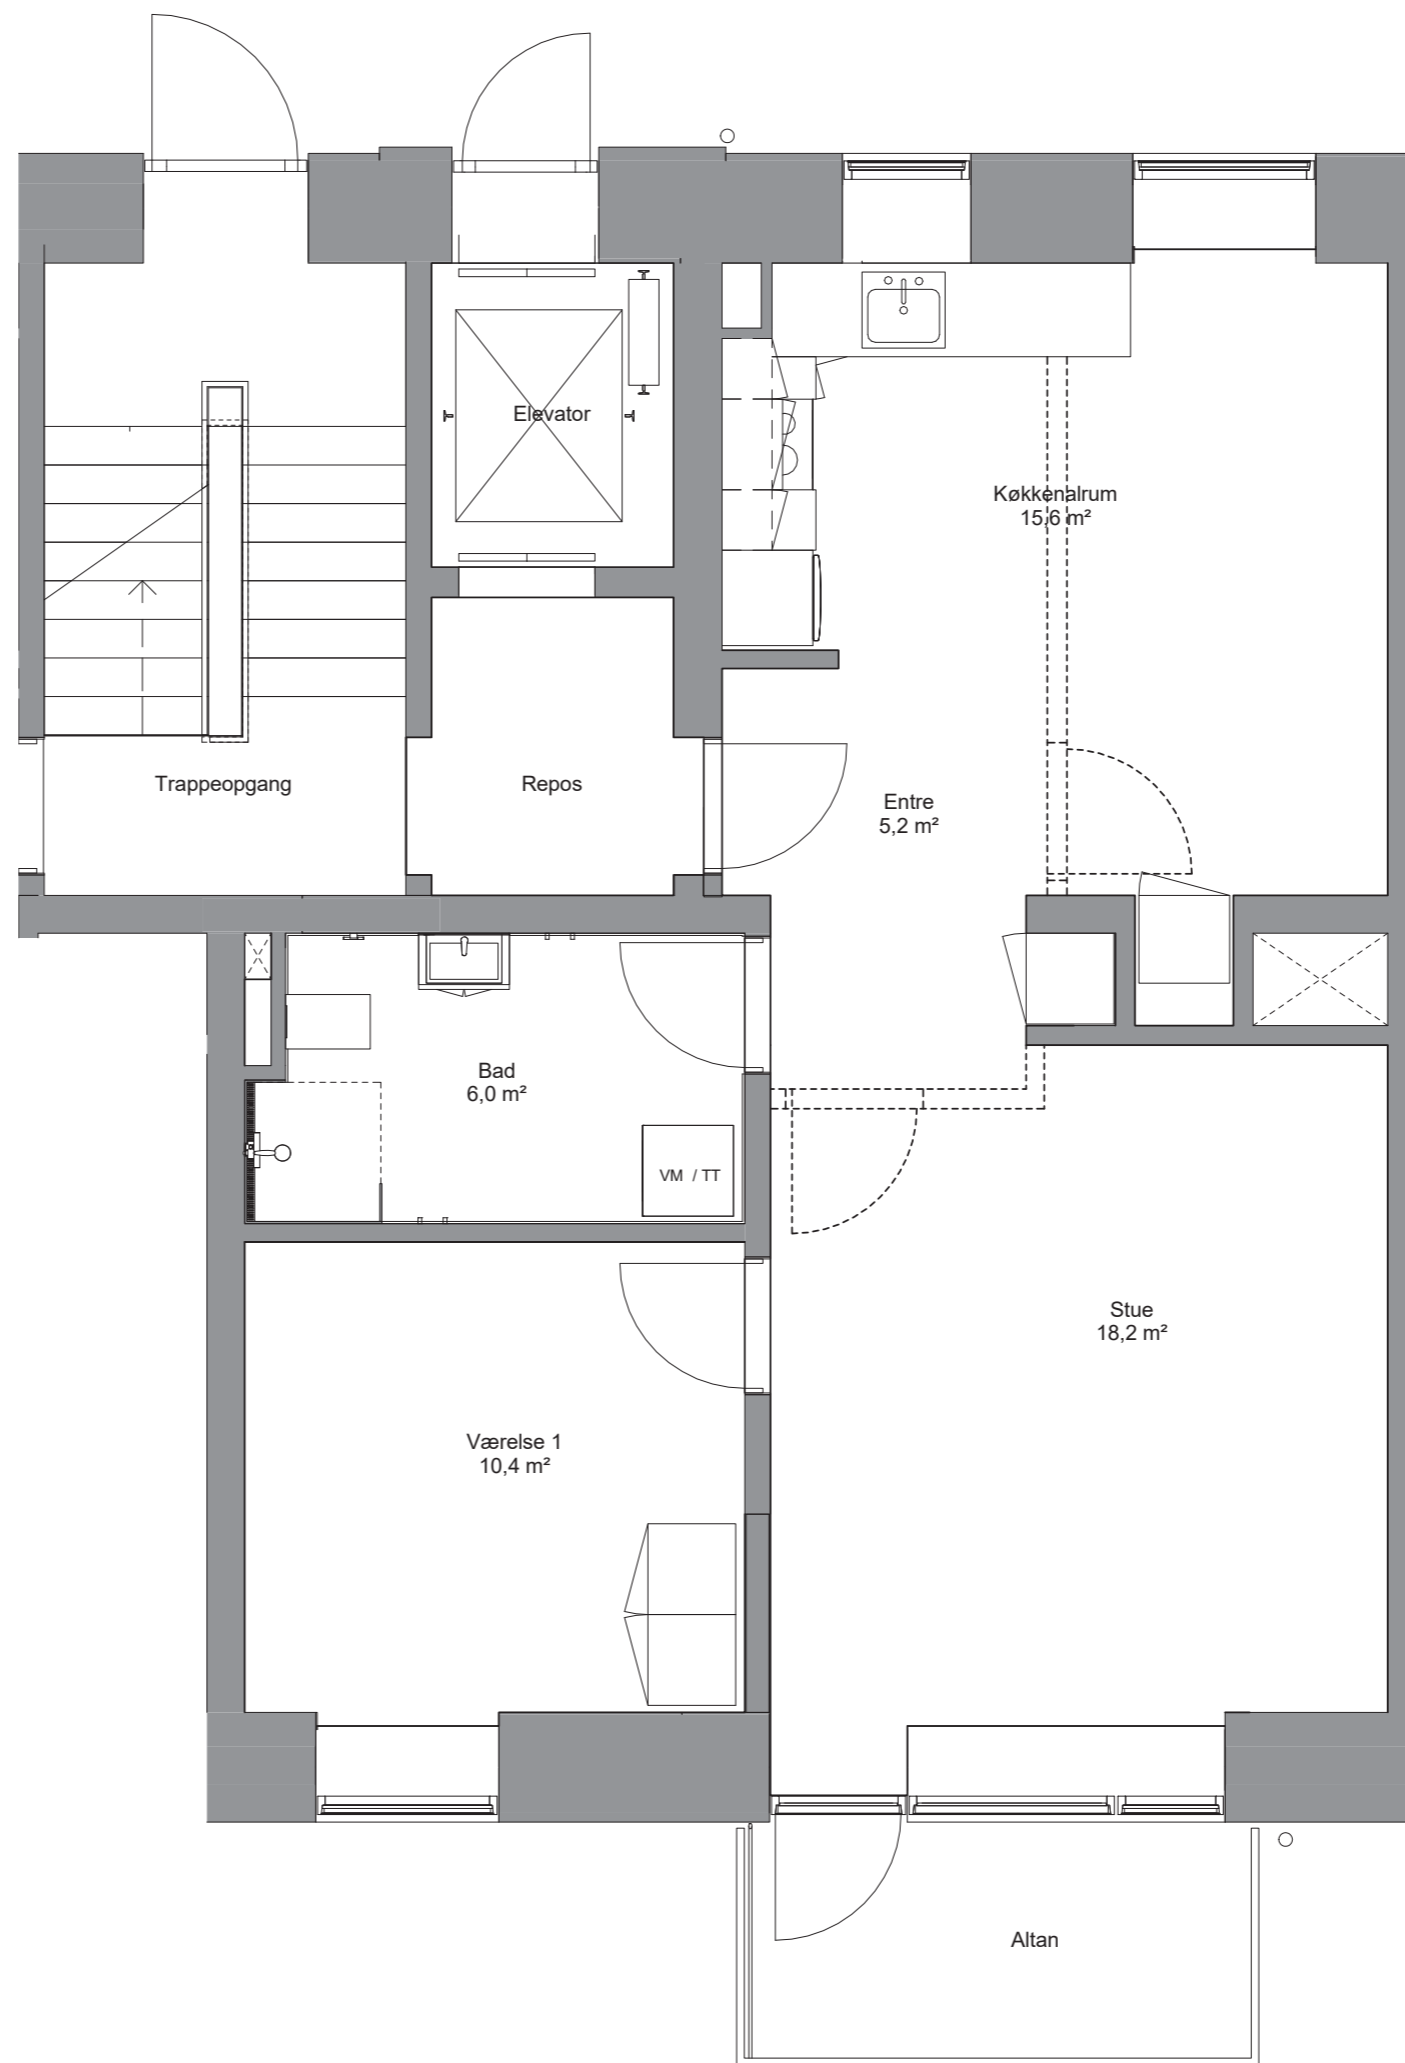 Elevator
Køkkenalrum
15,6 m²
Trappeopgang
Repos
Entre
5,2 m²
Bad
6,0 m²
VM / TT
Stue
18,2 m²
Værelse 1
10,4 m²
Altan